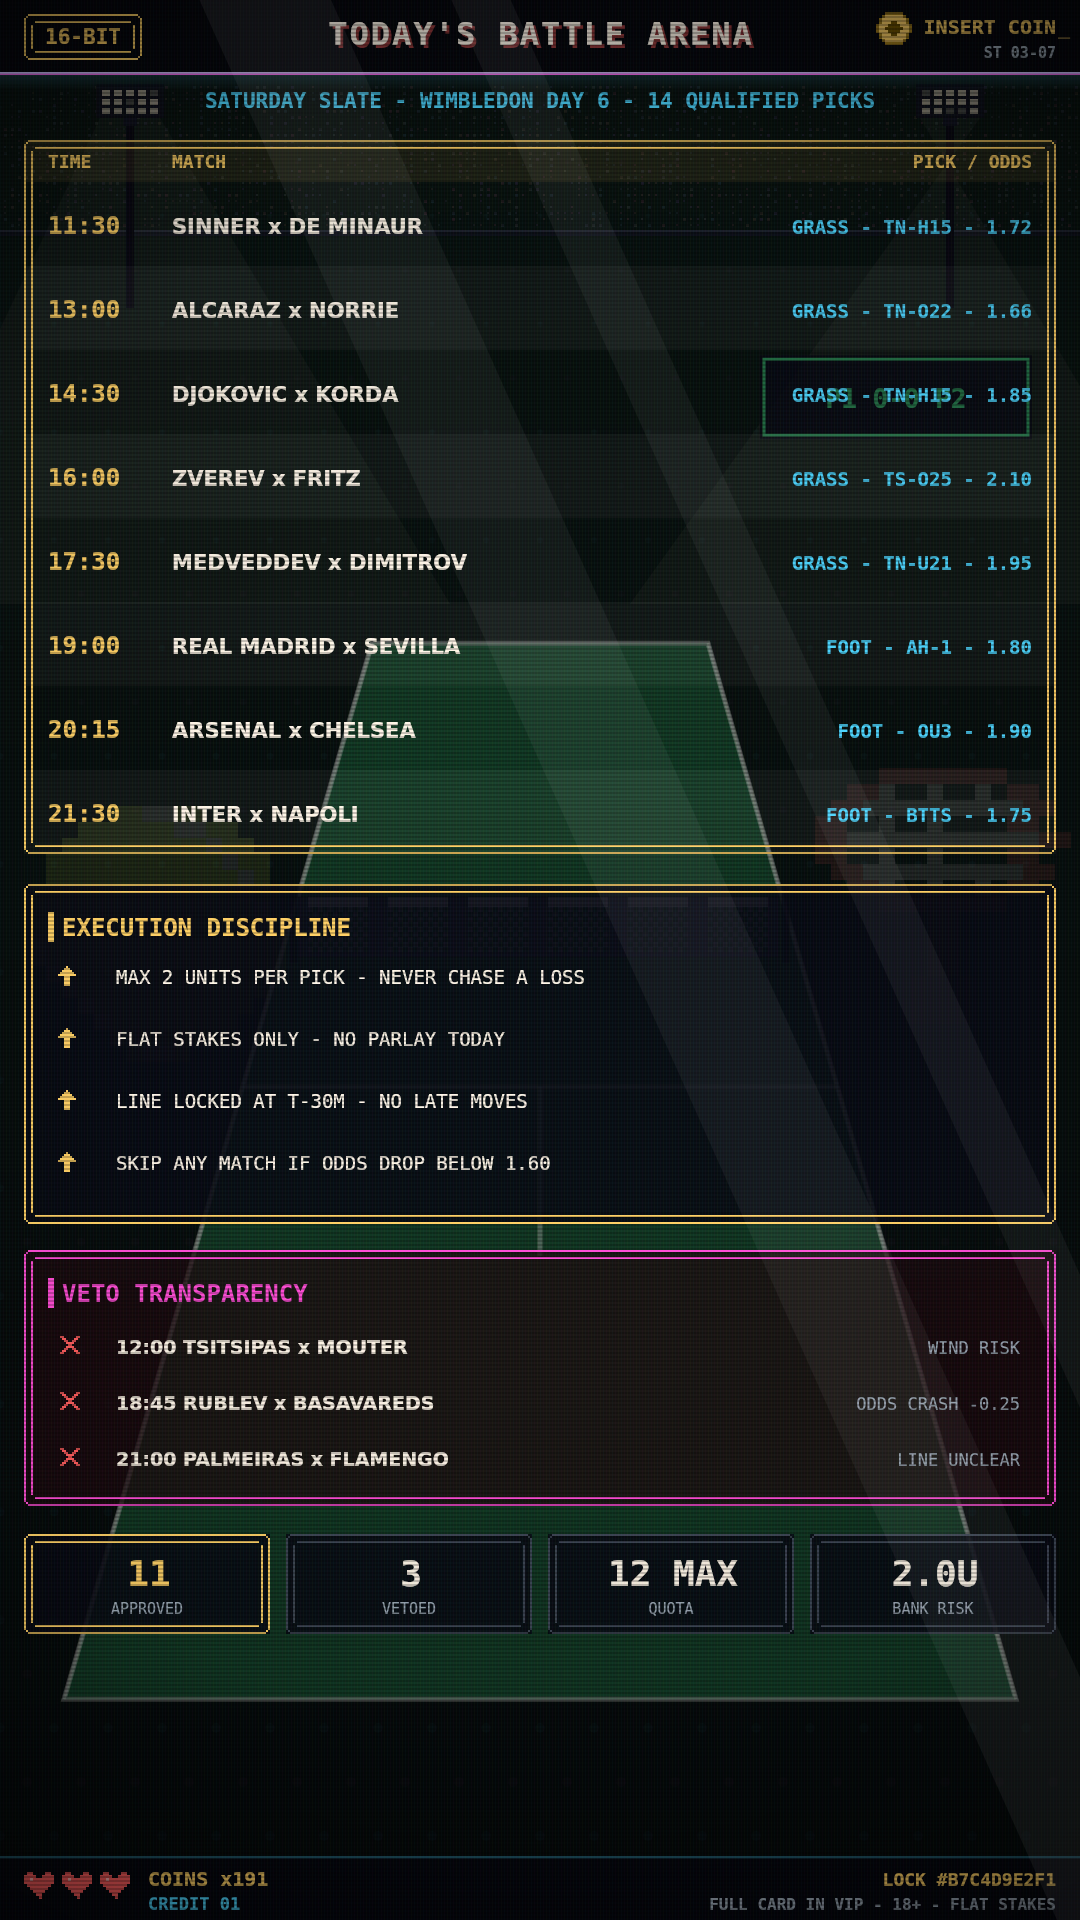 16-BIT
TODAY'S BATTLE ARENA
INSERT COIN_
ST 03-07
SATURDAY SLATE - WIMBLEDON DAY 6 - 14 QUALIFIED PICKS
TIME MATCH PICK / ODDS
11:30 SINNER x DE MINAUR GRASS - TN-H15 - 1.72
13:00 ALCARAZ x NORRIE GRASS - TN-O22 - 1.66
14:30 DJOKOVIC x KORDA GRASS - TN-H15 - 1.85
P1 0-0 P2
16:00 ZVEREV x FRITZ GRASS - TS-O25 - 2.10
17:30 MEDVEDDEV x DIMITROV GRASS - TN-U21 - 1.95
19:00 REAL MADRID x SEVILLA FOOT - AH-1 - 1.80
20:15 ARSENAL x CHELSEA FOOT - OU3 - 1.90
21:30 INTER x NAPOLI FOOT - BTTS - 1.75
EXECUTION DISCIPLINE
MAX 2 UNITS PER PICK - NEVER CHASE A LOSS
FLAT STAKES ONLY - NO PARLAY TODAY
LINE LOCKED AT T-30M - NO LATE MOVES
SKIP ANY MATCH IF ODDS DROP BELOW 1.60
VETO TRANSPARENCY
12:00 TSITSIPAS x MOUTER WIND RISK
18:45 RUBLEV x BASAVAREDS ODDS CRASH -0.25
21:00 PALMEIRAS x FLAMENGO LINE UNCLEAR
11 3 12 MAX 2.0U
APPROVED VETOED QUOTA BANK RISK
COINS x191
CREDIT 01
LOCK #B7C4D9E2F1
FULL CARD IN VIP - 18+ - FLAT STAKES